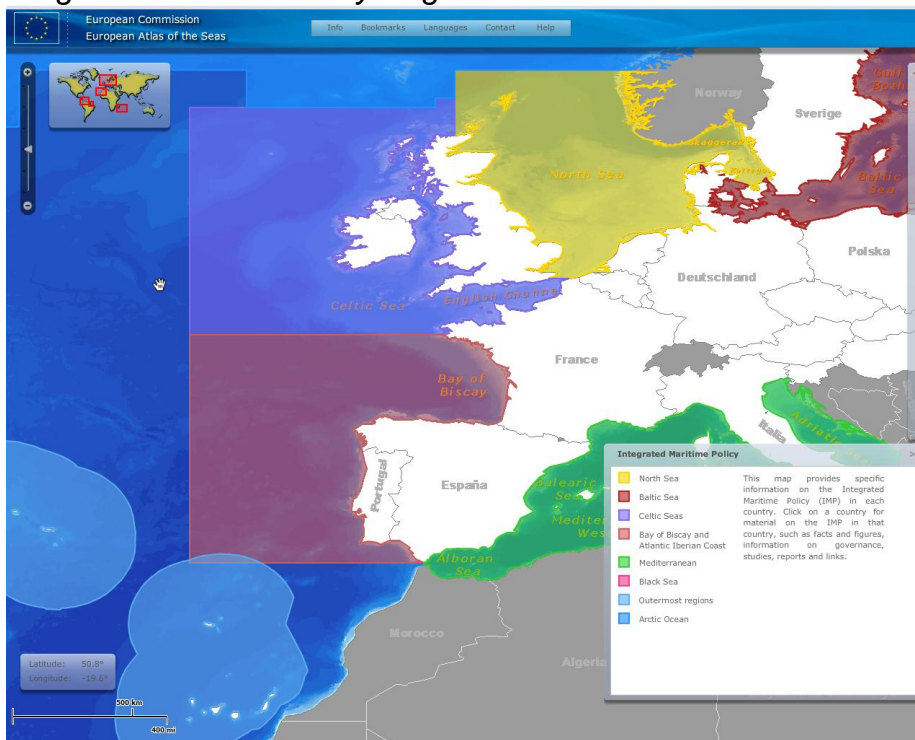 European Commission
European Atlas of the Seas
Info Bookmarks Languages Contact Help
Norway
Sverige
Skaggerak
North Sea
Baltic
Sea
Polska
Deutschland
English Channe
Celtic Sea
France
Bay of
Biscay
Italia
Portugal
España
Balearic
Alboran
Sea
Morocco
Algeria
Integrated Maritime Policy
North Sea
Baltic Sea
Celtic Seas
Bay of Biscay and
Atlantic Iberian Coast
Mediterranean
Black Sea
Outermost regions
Arctic Ocean
This map provides specific
information on the Integrated
Maritime Policy (IMP) in each
country. Click on a country for
material on the IMP in that
country, such as facts and figures,
information on governance,
studies, reports and links.
Latitude: 50.8°
Longitude: -19.6°
500 km
400 mi